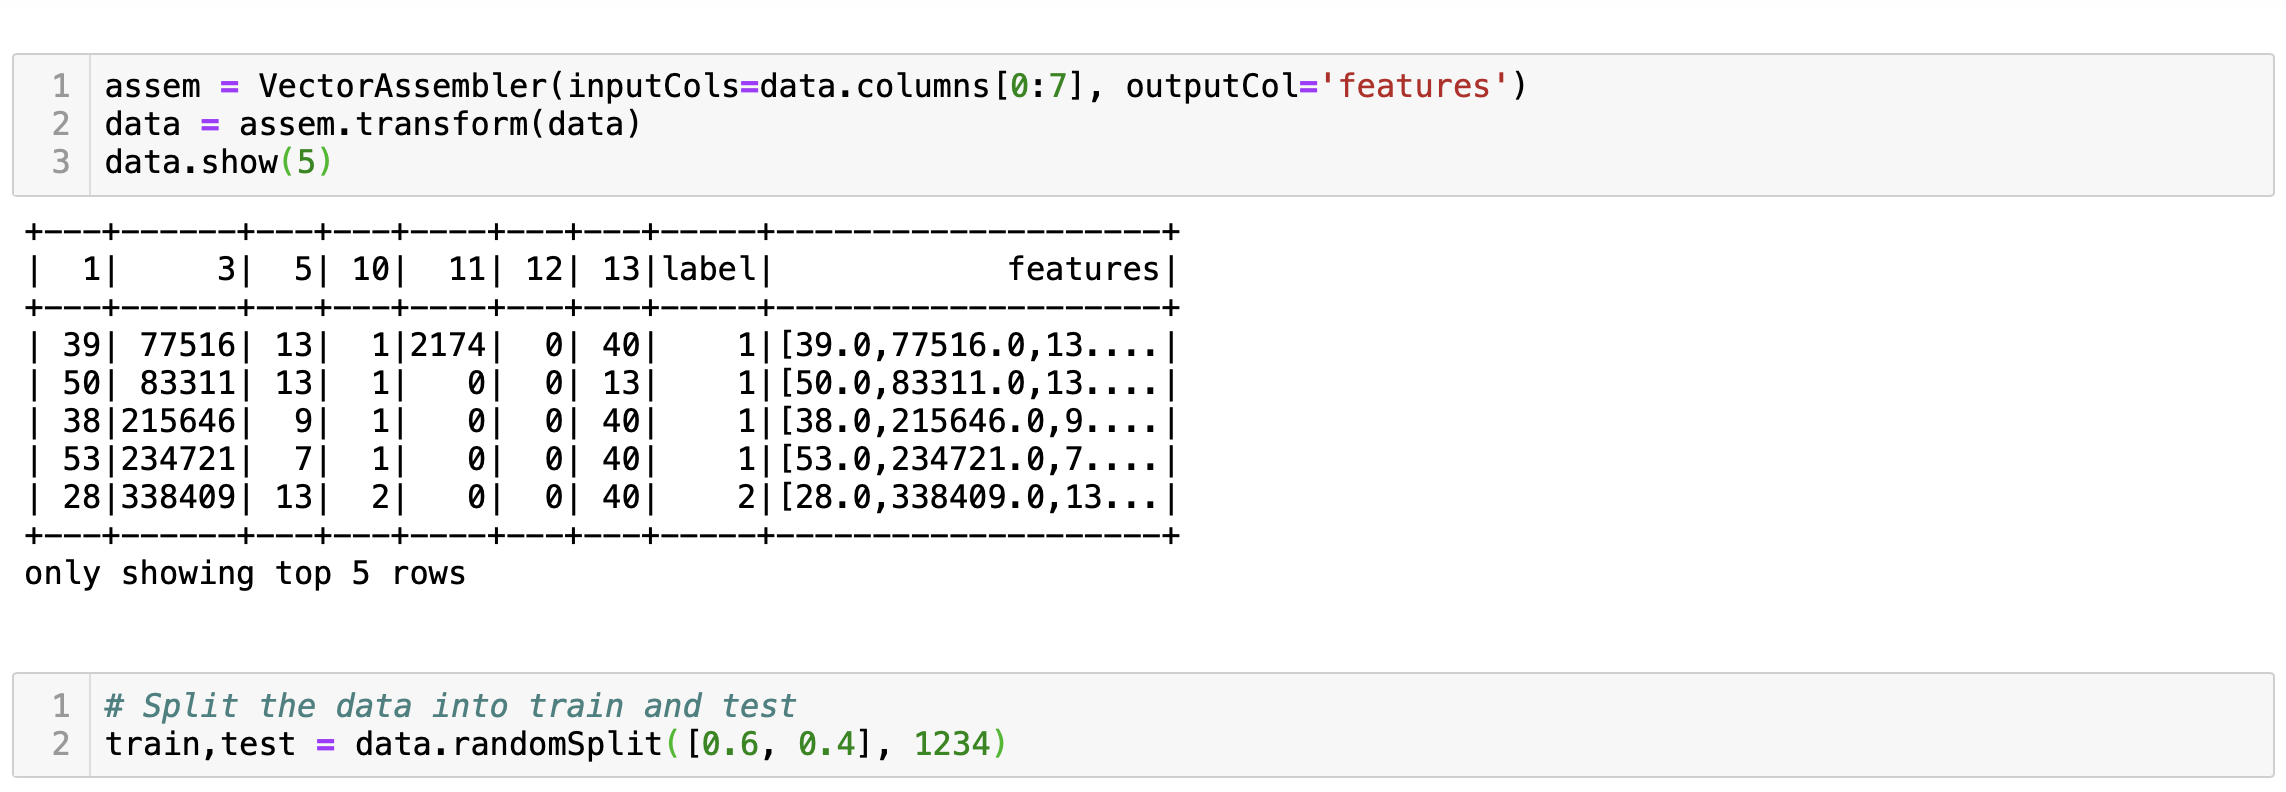 1 assem = VectorAssembler(inputCols=data.columns[0:7], outputCol='features')
2 data = assem.transform(data)
3 data.show(5)
+---+------+---+---+----+---+---+-----+--------------------+
|  1|     3|  5| 10|  11| 12| 13|label|            features|
+---+------+---+---+----+---+---+-----+--------------------+
| 39| 77516| 13|  1|2174|  0| 40|    1|[39.0,77516.0,13....|
| 50| 83311| 13|  1|   0|  0| 13|    1|[50.0,83311.0,13....|
| 38|215646|  9|  1|   0|  0| 40|    1|[38.0,215646.0,9....|
| 53|234721|  7|  1|   0|  0| 40|    1|[53.0,234721.0,7....|
| 28|338409| 13|  2|   0|  0| 40|    2|[28.0,338409.0,13...|
+---+------+---+---+----+---+---+-----+--------------------+
only showing top 5 rows
1 # Split the data into train and test
2 train,test = data.randomSplit([0.6, 0.4], 1234)